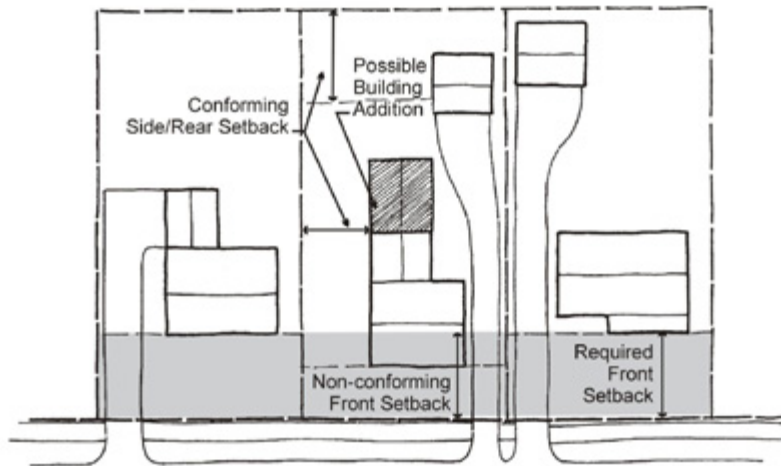 Possible
Building
Addition
Conforming
Side/Rear Setback
Non-conforming
Front Setback
Required
Front
Setback